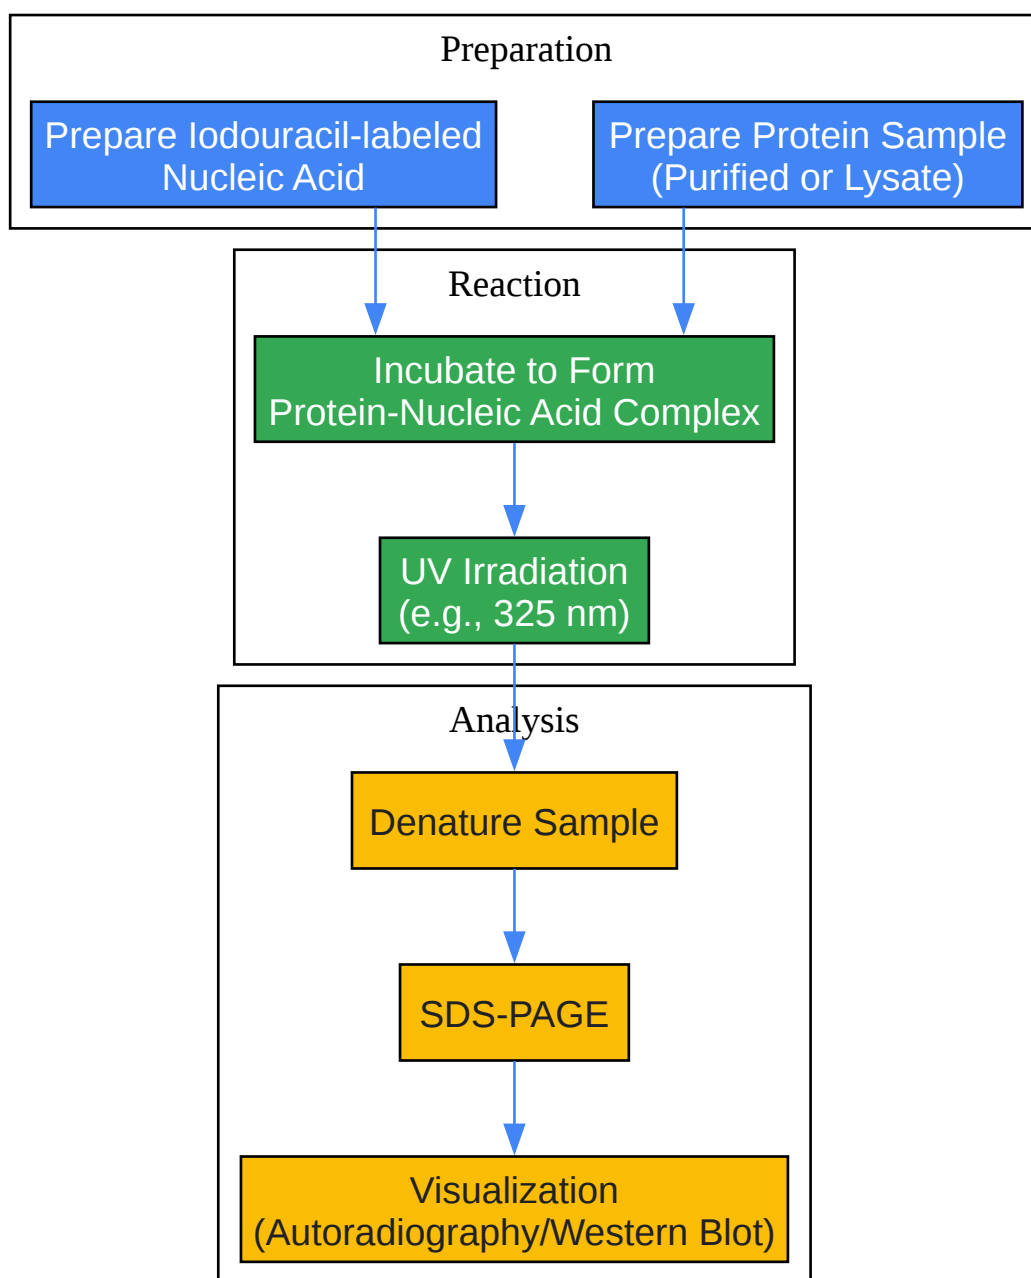 Preparation
Prepare Iodouracil-labeled
Nucleic Acid
Prepare Protein Sample
(Purified or Lysate)
Reaction
Incubate to Form
Protein-Nucleic Acid Complex
UV Irradiation
(e.g., 325 nm)
Analysis
Denature Sample
SDS-PAGE
Visualization
(Autoradiography/Western Blot)